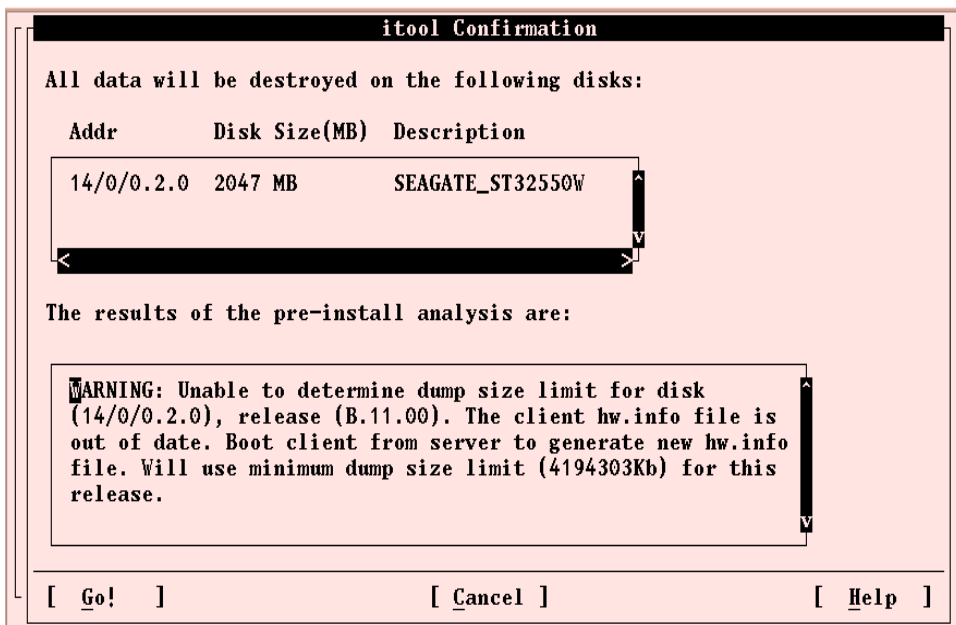 itool Confirmation
All data will be destroyed on the following disks:
Addr Disk Size(MB) Description
14/0/0.2.0 2047 MB SEAGATE_ST32550W
^
v
< >
The results of the pre-install analysis are:
WARNING: Unable to determine dump size limit for disk
(14/0/0.2.0), release (B.11.00). The client hw.info file is
out of date. Boot client from server to generate new hw.info
file. Will use minimum dump size limit (4194303Kb) for this
release.
^
v
[ Go! ] [ Cancel ] [ Help ]